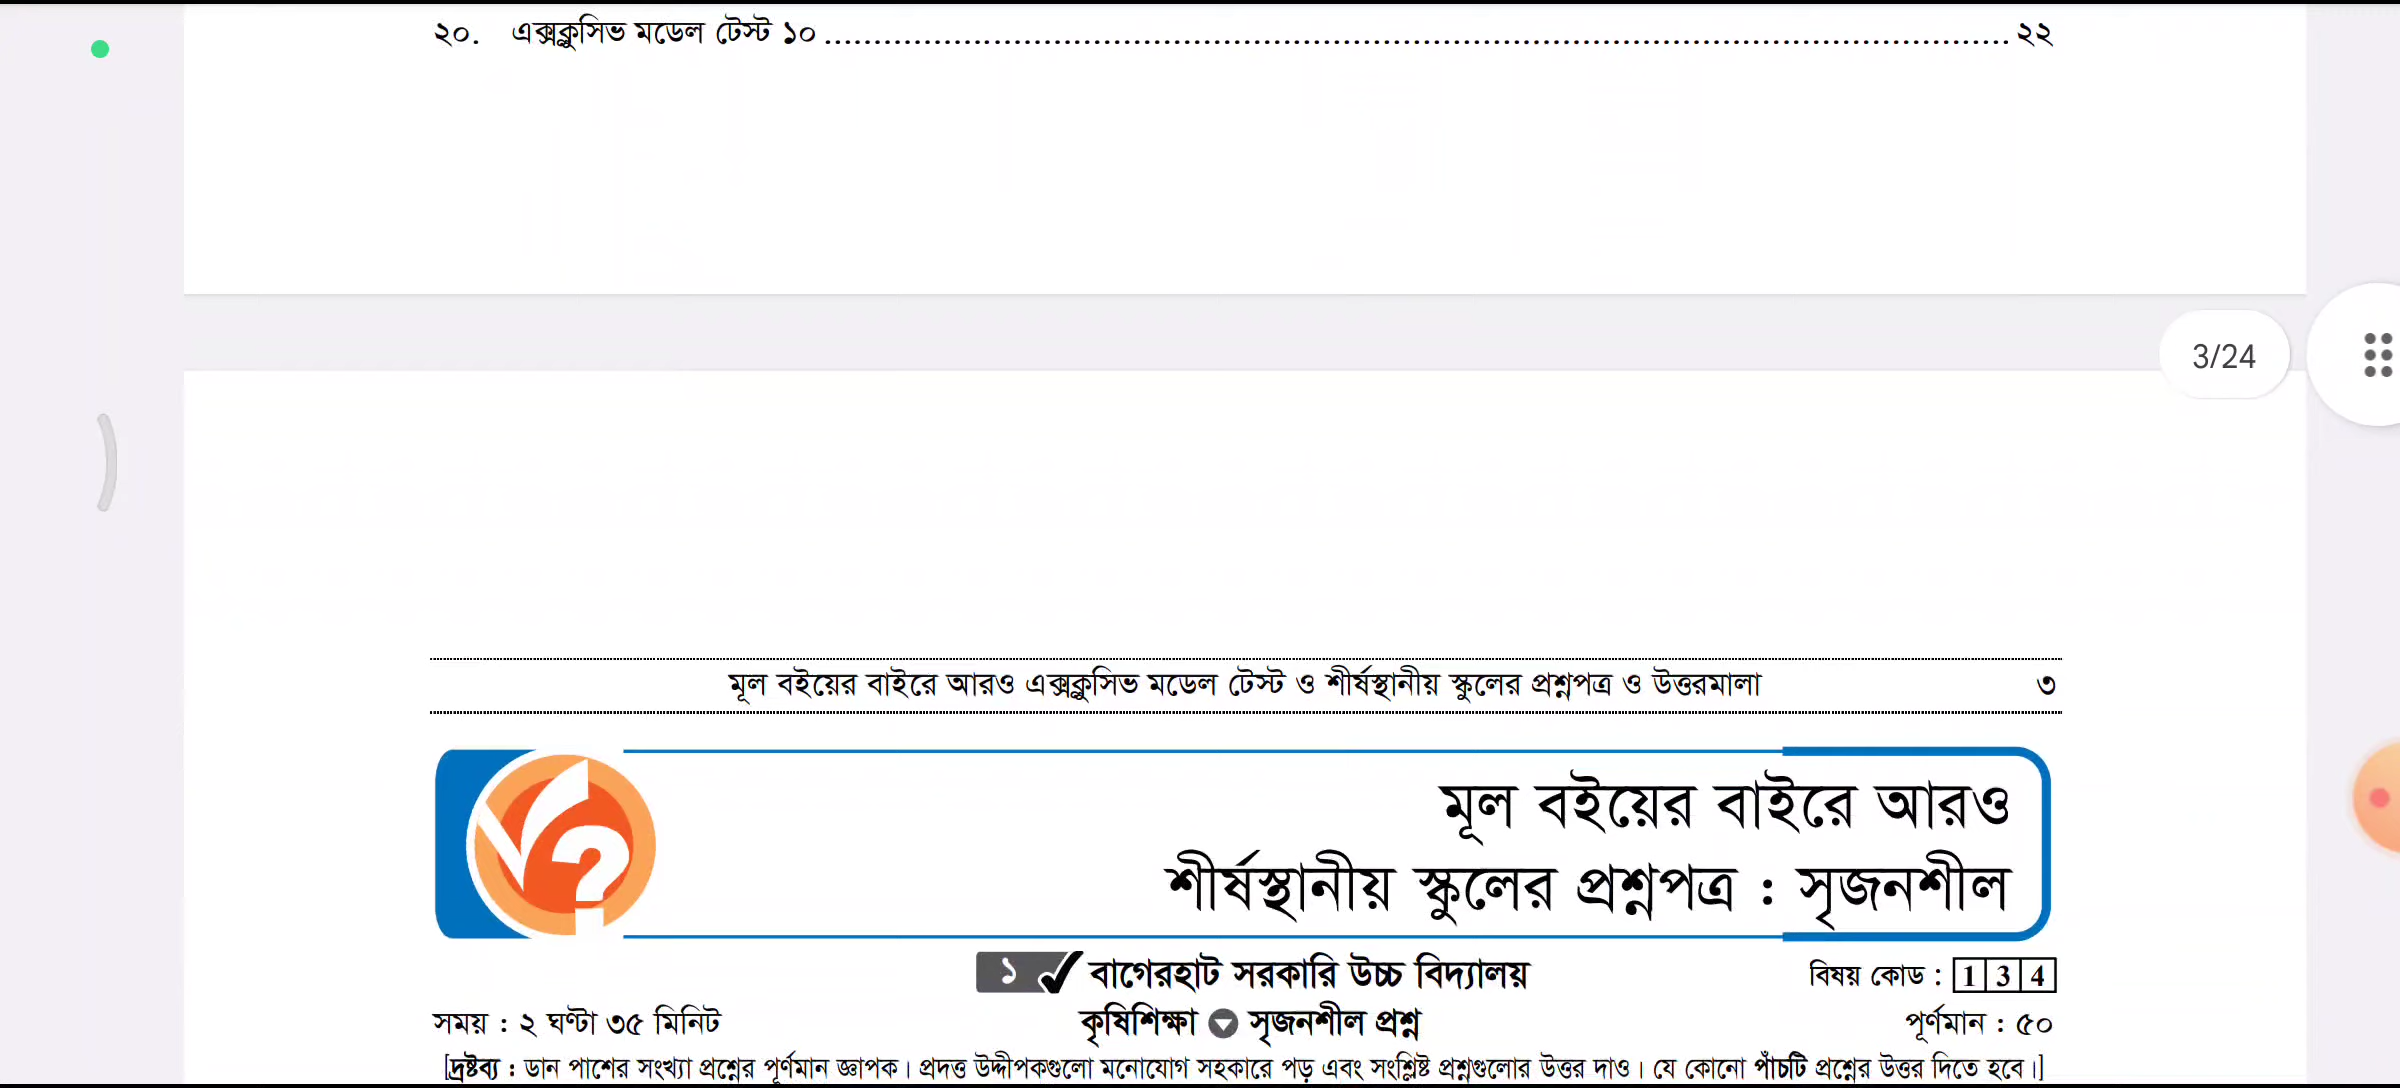 ২০. এক্সক্লুসিভ মডেল টেস্ট ১০ ........................................................................................................................ ২২
3/24
মূল বইয়ের বাইরে আরও এক্সক্লুসিভ মডেল টেস্ট ও শীর্ষস্থানীয় স্কুলের প্রশ্নপত্র ও উত্তরমালা ৩
মূল বইয়ের বাইরে আরও
শীর্ষস্থানীয় স্কুলের প্রশ্নপত্র : সৃজনশীল
১ বাগেরহাট সরকারি উচ্চ বিদ্যালয় বিষয় কোড : 1 3 4
সময় : ২ ঘণ্টা ৩৫ মিনিট কৃষিশিক্ষা সৃজনশীল প্রশ্ন পূর্ণমান : ৫০
[দ্রষ্টব্য : ডান পাশের সংখ্যা প্রশ্নের পূর্ণমান জ্ঞাপক। প্রদত্ত উদ্দীপকগুলো মনোযোগ সহকারে পড় এবং সংশ্লিষ্ট প্রশ্নগুলোর উত্তর দাও। যে কোনো পাঁচটি প্রশ্নের উত্তর দিতে হবে।]